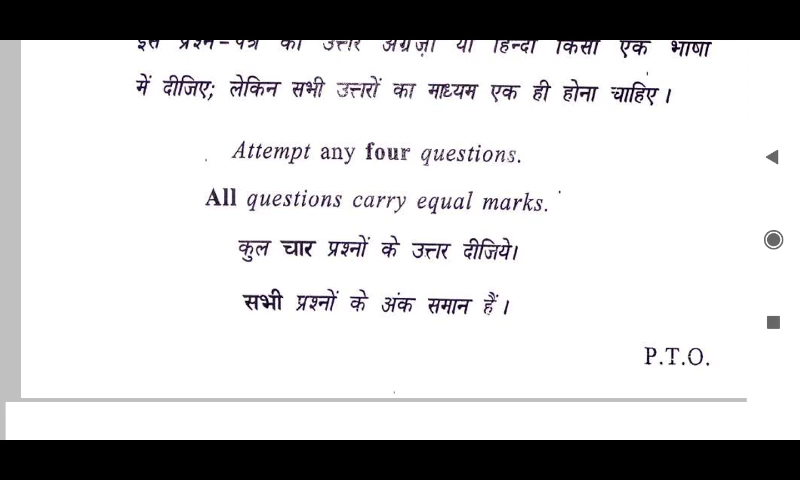 इस प्रश्न-पत्र का उत्तर अंग्रेज़ी या हिन्दी किसी एक भाषा
में दीजिए; लेकिन सभी उत्तरों का माध्यम एक ही होना चाहिए।
Attempt any four questions.
All questions carry equal marks.
कुल चार प्रश्नों के उत्तर दीजिये।
सभी प्रश्नों के अंक समान हैं।
P.T.O.